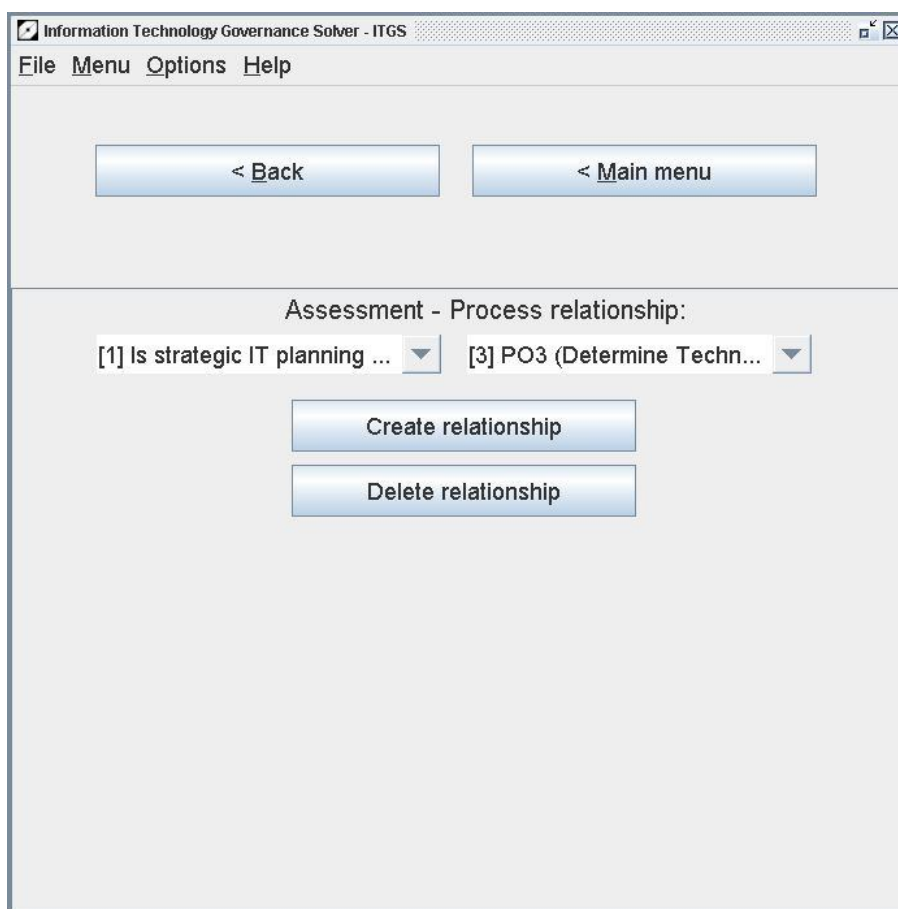 Information Technology Governance Solver - ITGS
File Menu Options Help
< Back < Main menu
Assessment - Process relationship:
[1] Is strategic IT planning ... [3] PO3 (Determine Techn...
Create relationship
Delete relationship